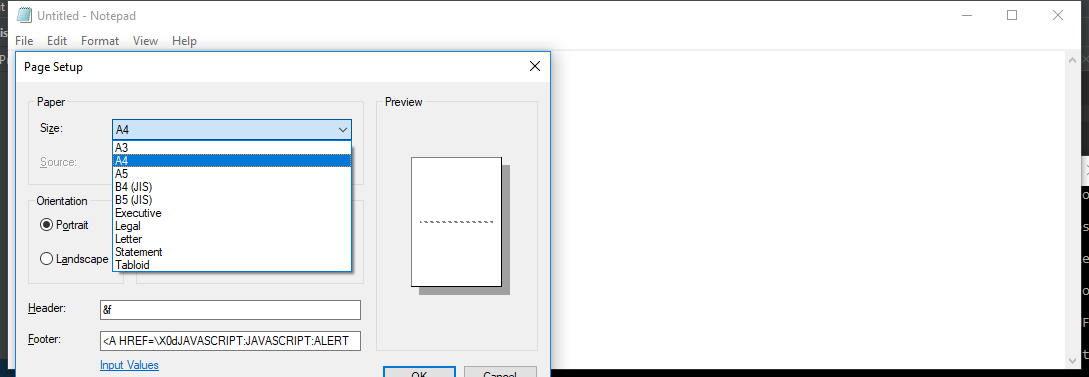 Untitled - Notepad
File Edit Format View Help
Page Setup
Paper
Size: A4
A3
A4
A5
B4 (JIS)
B5 (JIS)
Executive
Legal
Letter
Statement
Tabloid
Source:
Orientation
Portrait
Landscape
Preview
Header: &f
Footer: <A HREF=\X0dJAVASCRIPT:JAVASCRIPT:ALERT
Input Values
OK Cancel